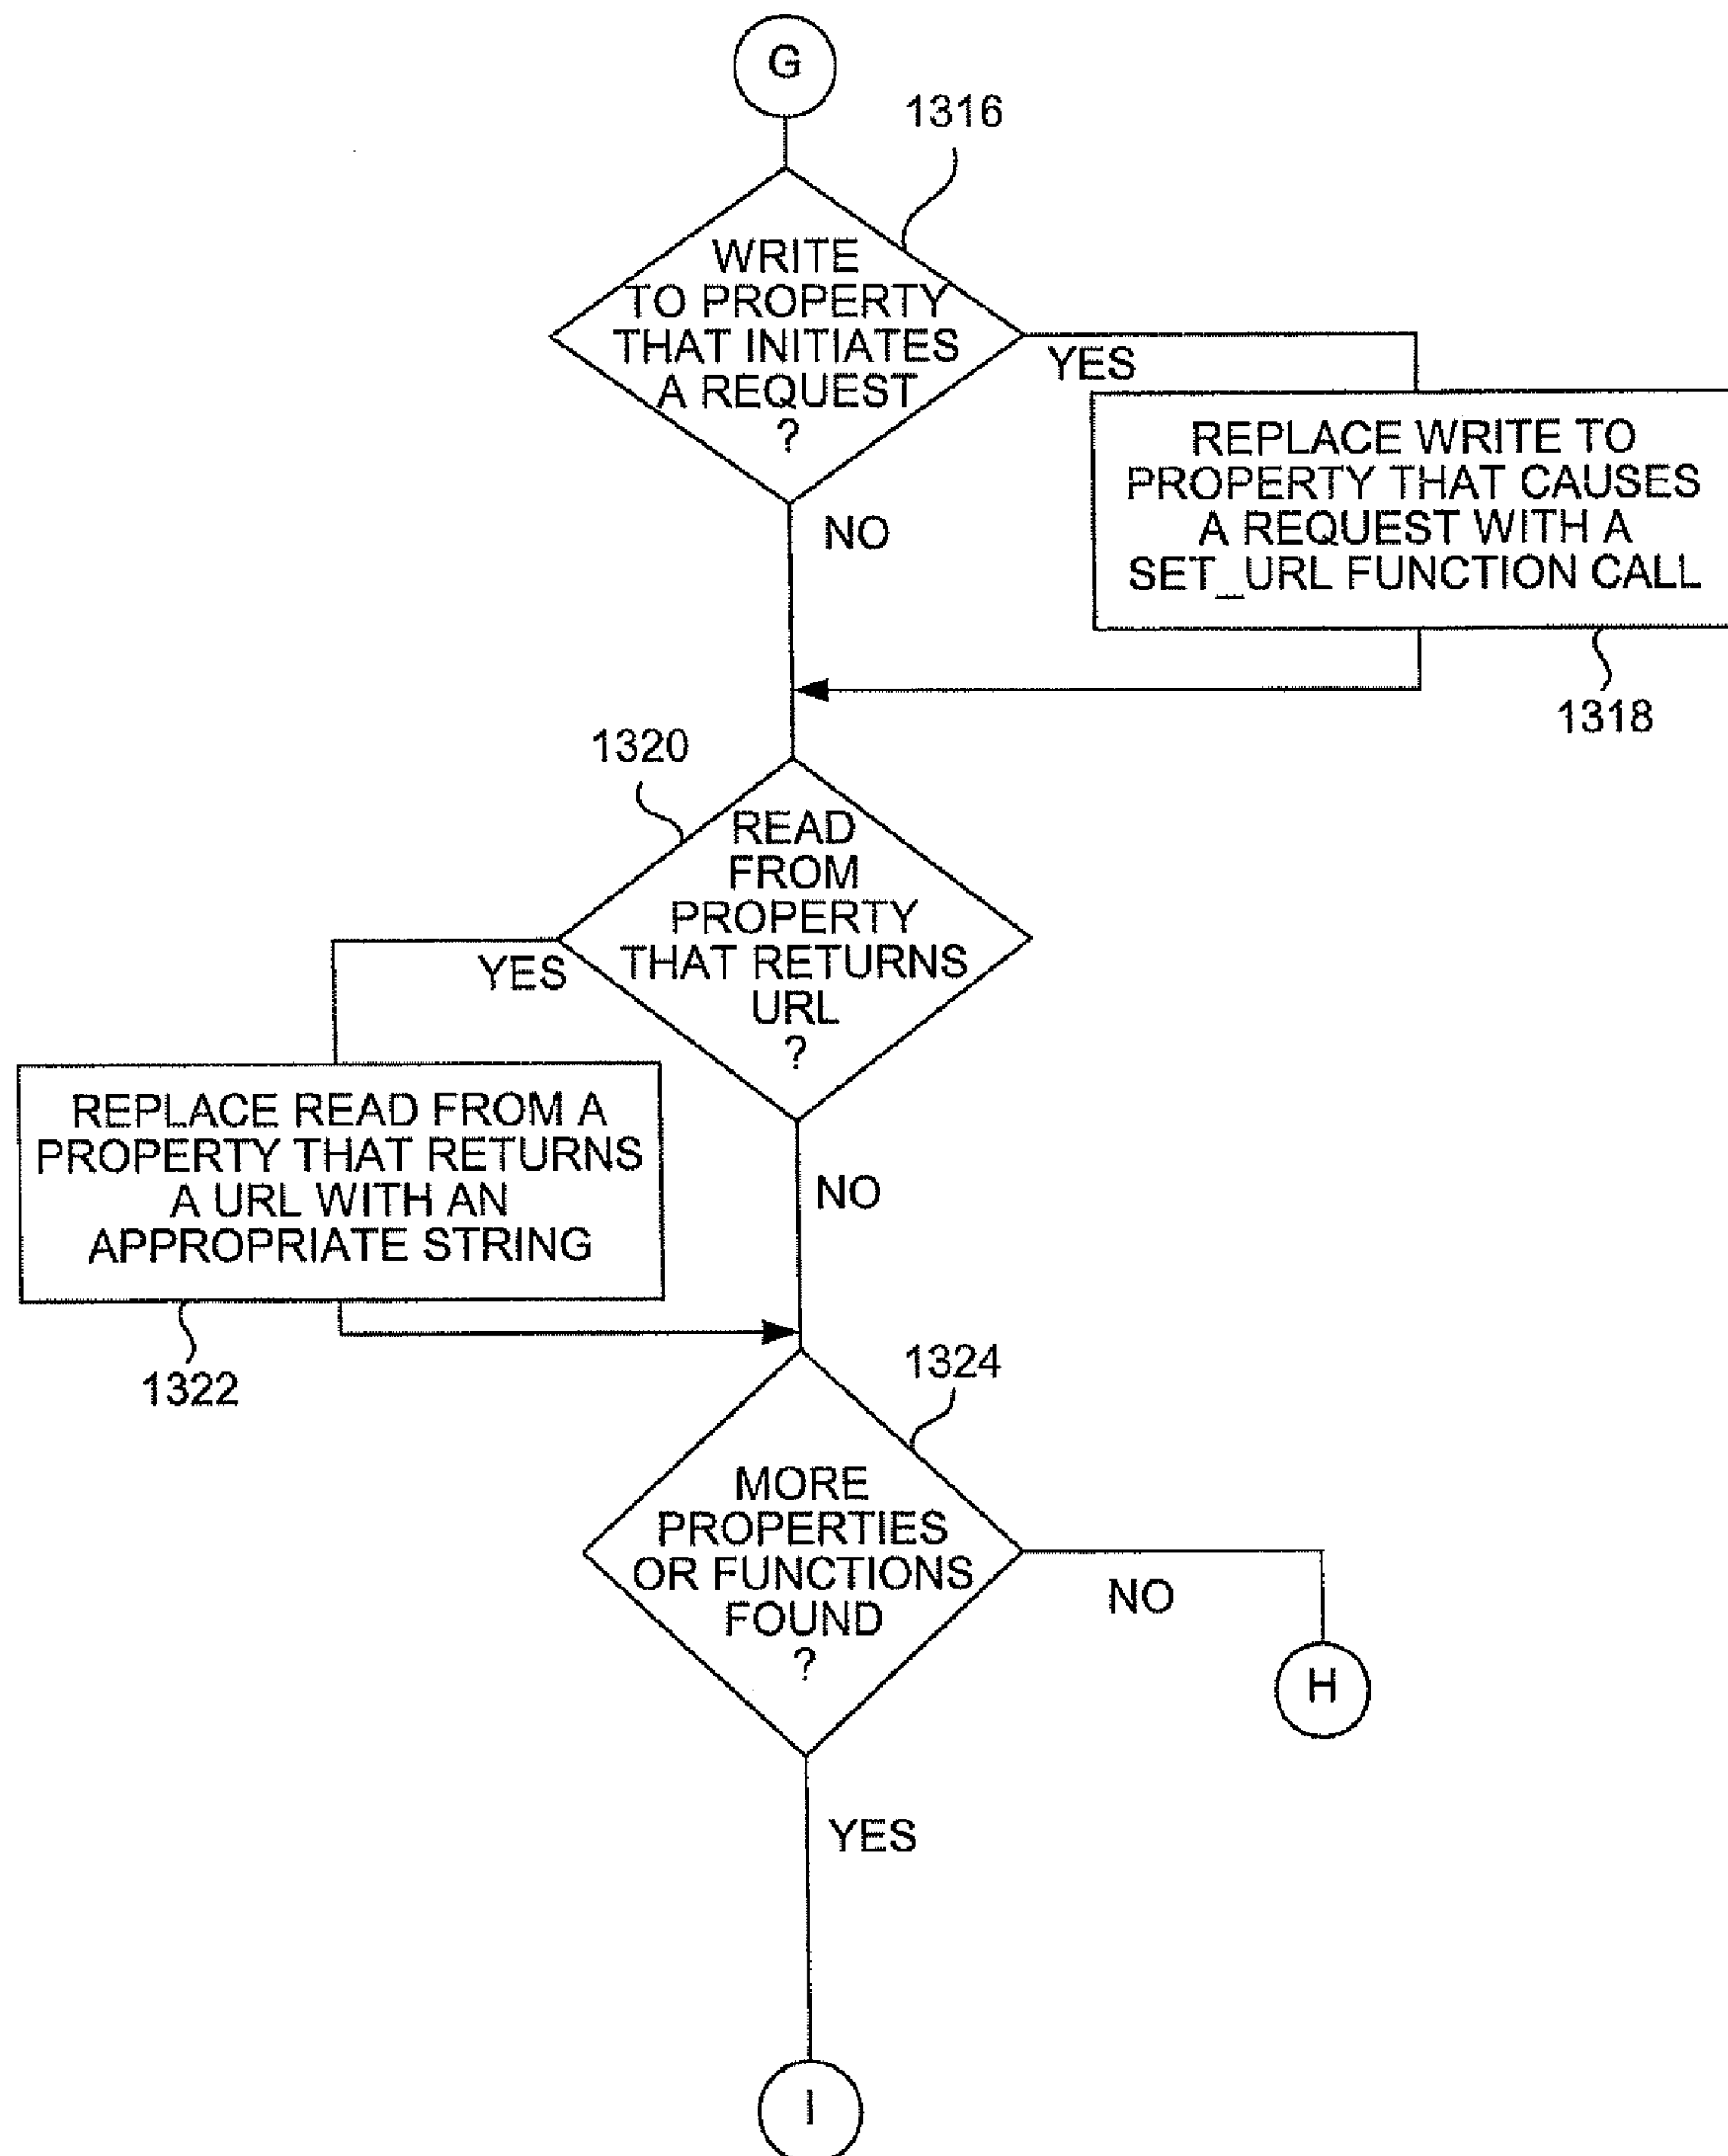 G
1316
WRITE
TO PROPERTY
THAT INITIATES
A REQUEST
?
YES
NO
REPLACE WRITE TO
PROPERTY THAT CAUSES
A REQUEST WITH A
SET_URL FUNCTION CALL
1318
1320
READ
FROM
PROPERTY
THAT RETURNS
URL
?
YES
NO
REPLACE READ FROM A
PROPERTY THAT RETURNS
A URL WITH AN
APPROPRIATE STRING
1322
1324
MORE
PROPERTIES
OR FUNCTIONS
FOUND
?
NO
H
YES
I